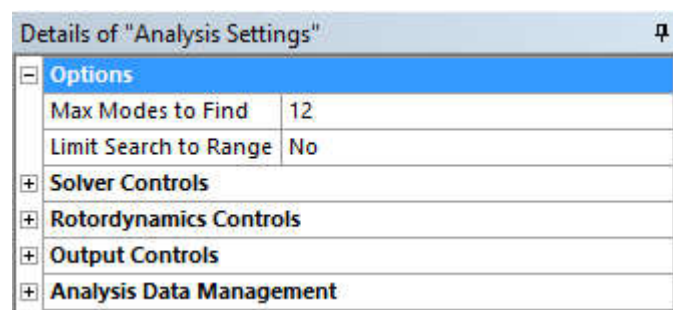 Details of "Analysis Settings"
Options
Max Modes to Find 12
Limit Search to Range No
Solver Controls
Rotordynamics Controls
Output Controls
Analysis Data Management